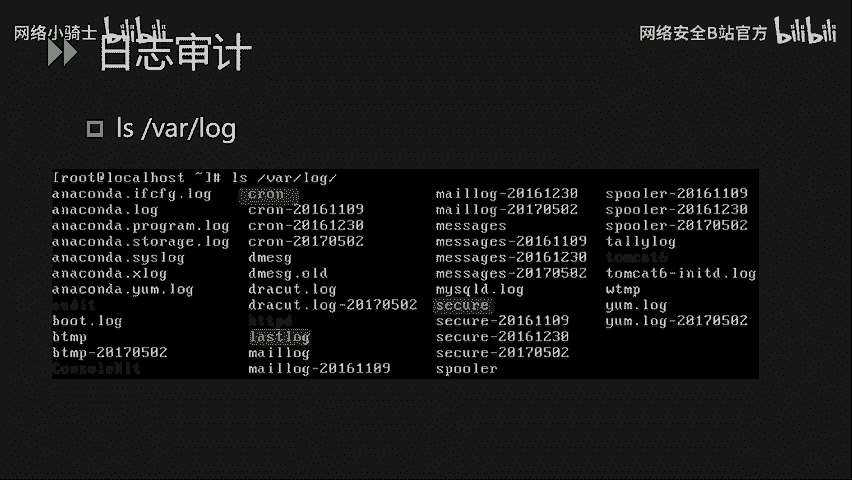 网络小骑士 bilibili
网络安全B站官方 bilibili
日志审计
ls /var/log
[root@localhost ~]# ls /var/log/
anaconda.ifcfg.log cron maillog-20161230 spooler-20161109
anaconda.log cron-20161109 maillog-20170502 spooler-20161230
anaconda.program.log cron-20161230 messages spooler-20170502
anaconda.storage.log cron-20170502 messages-20161109 tallylog
anaconda.syslog dmesg messages-20161230 tomcat6
anaconda.xlog dmesg.old messages-20170502 tomcat6-initd.log
anaconda.yum.log dracut.log mysqld.log wtmp
audit dracut.log-20170502 secure yum.log
boot.log httpd secure-20161109 yum.log-20170502
btmp lastlog secure-20161230
btmp-20170502 maillog secure-20170502
ConsoleKit maillog-20161109 spooler